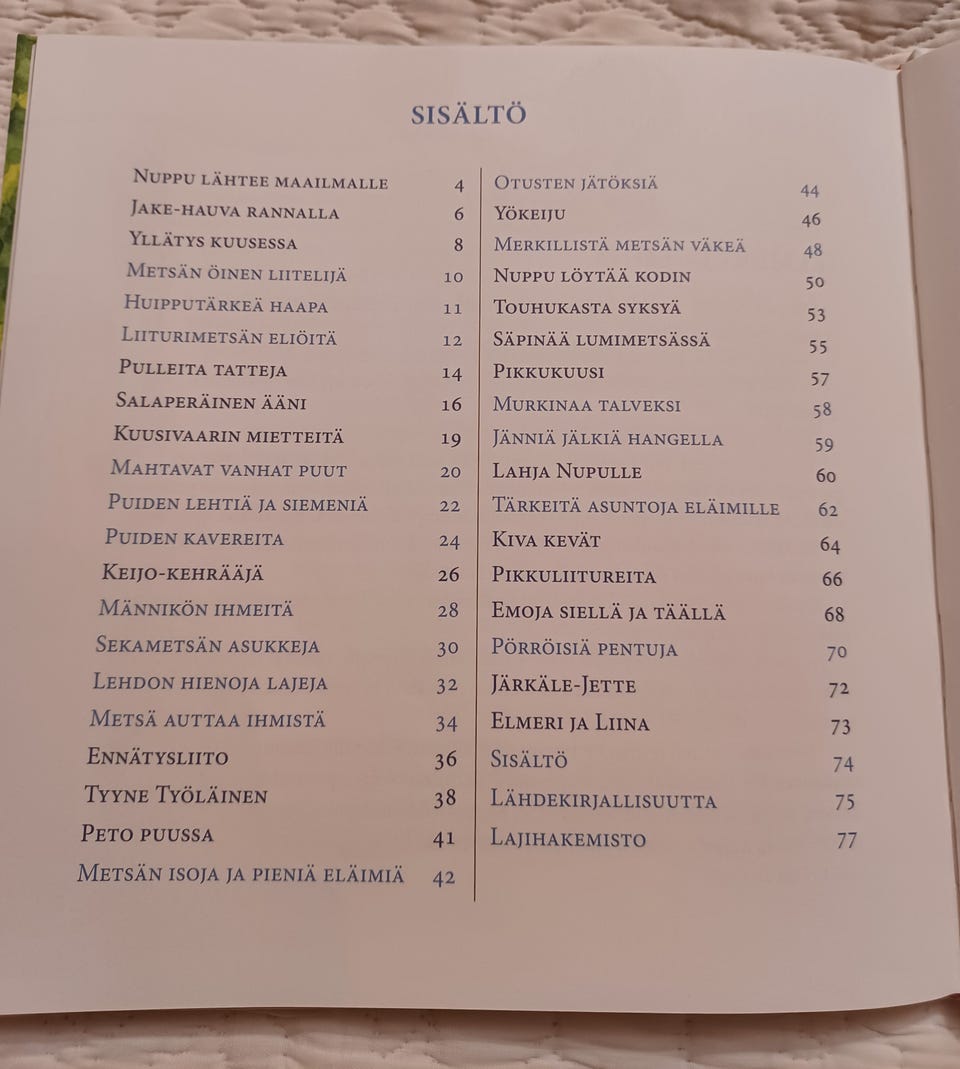 SISÄLTÖ
Nuppu lähtee maailmalle 4
Jake-hauva rannalla 6
Yllätys kuusessa 8
Metsän öinen liitelijä 10
Huipputärkeä haapa 11
Liiturimetsän eliöitä 12
Pulleita tatteja 14
Salaperäinen ääni 16
Kuusivaarin mietteitä 19
Mahtavat vanhat puut 20
Puiden lehtiä ja siemeniä 22
Puiden kavereita 24
Keijo-kehrääjä 26
Männikön ihmeitä 28
Sekametsän asukkeja 30
Lehdon hienoja lajeja 32
Metsä auttaa ihmistä 34
Ennätysliito 36
Tyyne Työläinen 38
Peto puussa 41
Metsän isoja ja pieniä eläimiä 42
Otusten jätöksiä 44
Yökeiju 46
Merkillistä metsän väkeä 48
Nuppu löytää kodin 50
Touhukasta syksyä 53
Säpinää lumimetsässä 55
Pikkukuusi 57
Murkinaa talveksi 58
Jänniä jälkiä hangella 59
Lahja Nupulle 60
Tärkeitä asuntoja eläimille 62
Kiva kevät 64
Pikkuliitureita 66
Emoja siellä ja täällä 68
Pörröisiä pentuja 70
Järkäle-Jette 72
Elmeri ja Liina 73
Sisältö 74
Lähdekirjallisuutta 75
Lajihakemisto 77